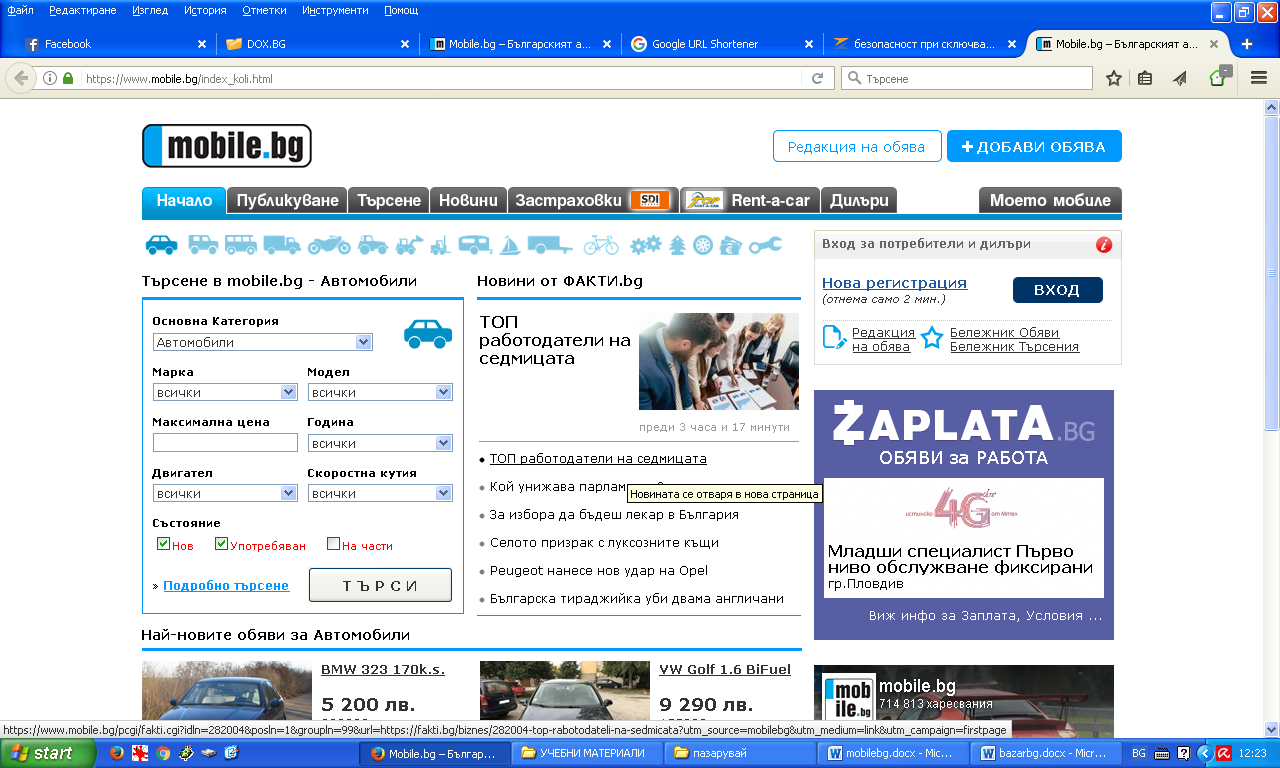 Файл Редактиране Изглед История Отметки Инструменти Помощ
Facebook
DOX.BG
Mobile.bg – Българският а...
Google URL Shortener
безопасност при сключва...
Mobile.bg – Българският а...
https://www.mobile.bg/index_koli.html
Търсене
mobile.bg
Редакция на обява
+ ДОБАВИ ОБЯВА
Начало
Публикуване
Търсене
Новини
Застраховки
SDI
TOP
RENT-A-CAR
Rent-a-car
Дилъри
Моето мобиле
Търсене в mobile.bg - Автомобили
Основна Категория
Автомобили
Марка
Модел
всички
всички
Максимална цена
Година
всички
Двигател
Скоростна кутия
всички
всички
Състояние
Нов
Употребяван
На части
» Подробно търсене
Т Ъ Р С И
Новини от ФАКТИ.bg
ТОП
работодатели на
седмицата
преди 3 часа и 17 минути
ТОП работодатели на седмицата
Кой унижава парлам
Новината се отваря в нова страница
За избора да бъдеш лекар в България
Селото призрак с луксозните къщи
Peugeot нанесе нов удар на Opel
Българска тираджийка уби двама англичани
Вход за потребители и дилъри
i
Нова регистрация
(отнема само 2 мин.)
ВХОД
Редакция
на обява
Бележник Обяви
Бележник Търсения
ZAPLATA.BG
ОБЯВИ за РАБОТА
истинско 4G LTE от Мтел
Младши специалист Първо
ниво обслужване фиксирани
гр.Пловдив
Виж инфо за Заплата, Условия ...
Най-новите обяви за Автомобили
BMW 323 170k.s.
5 200 лв.
VW Golf 1.6 BiFuel
9 290 лв.
mobile.bg
mobile.bg
714 813 харесвания
https://www.mobile.bg/pcgi/fakti.cgi?idln=282004&posln=1&groupln=99&url=https://fakti.bg/biznes/282004-top-rabotodateli-na-sedmicata?utm_source=mobilebg&utm_medium=link&utm_campaign=firstpage
start
Mobile.bg – Българ...
УЧЕБНИ МАТЕРИАЛИ
пазарувай
mobilebg.docx - Mic...
bazarbg.docx - Micr...
BG
12:23